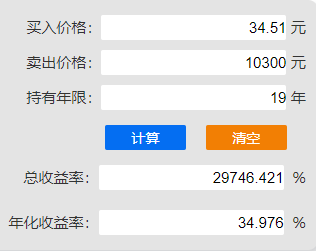 买入价格: 34.51 元
卖出价格: 10300 元
持有年限: 19 年
计算 清空
总收益率: 29746.421 %
年化收益率: 34.976 %